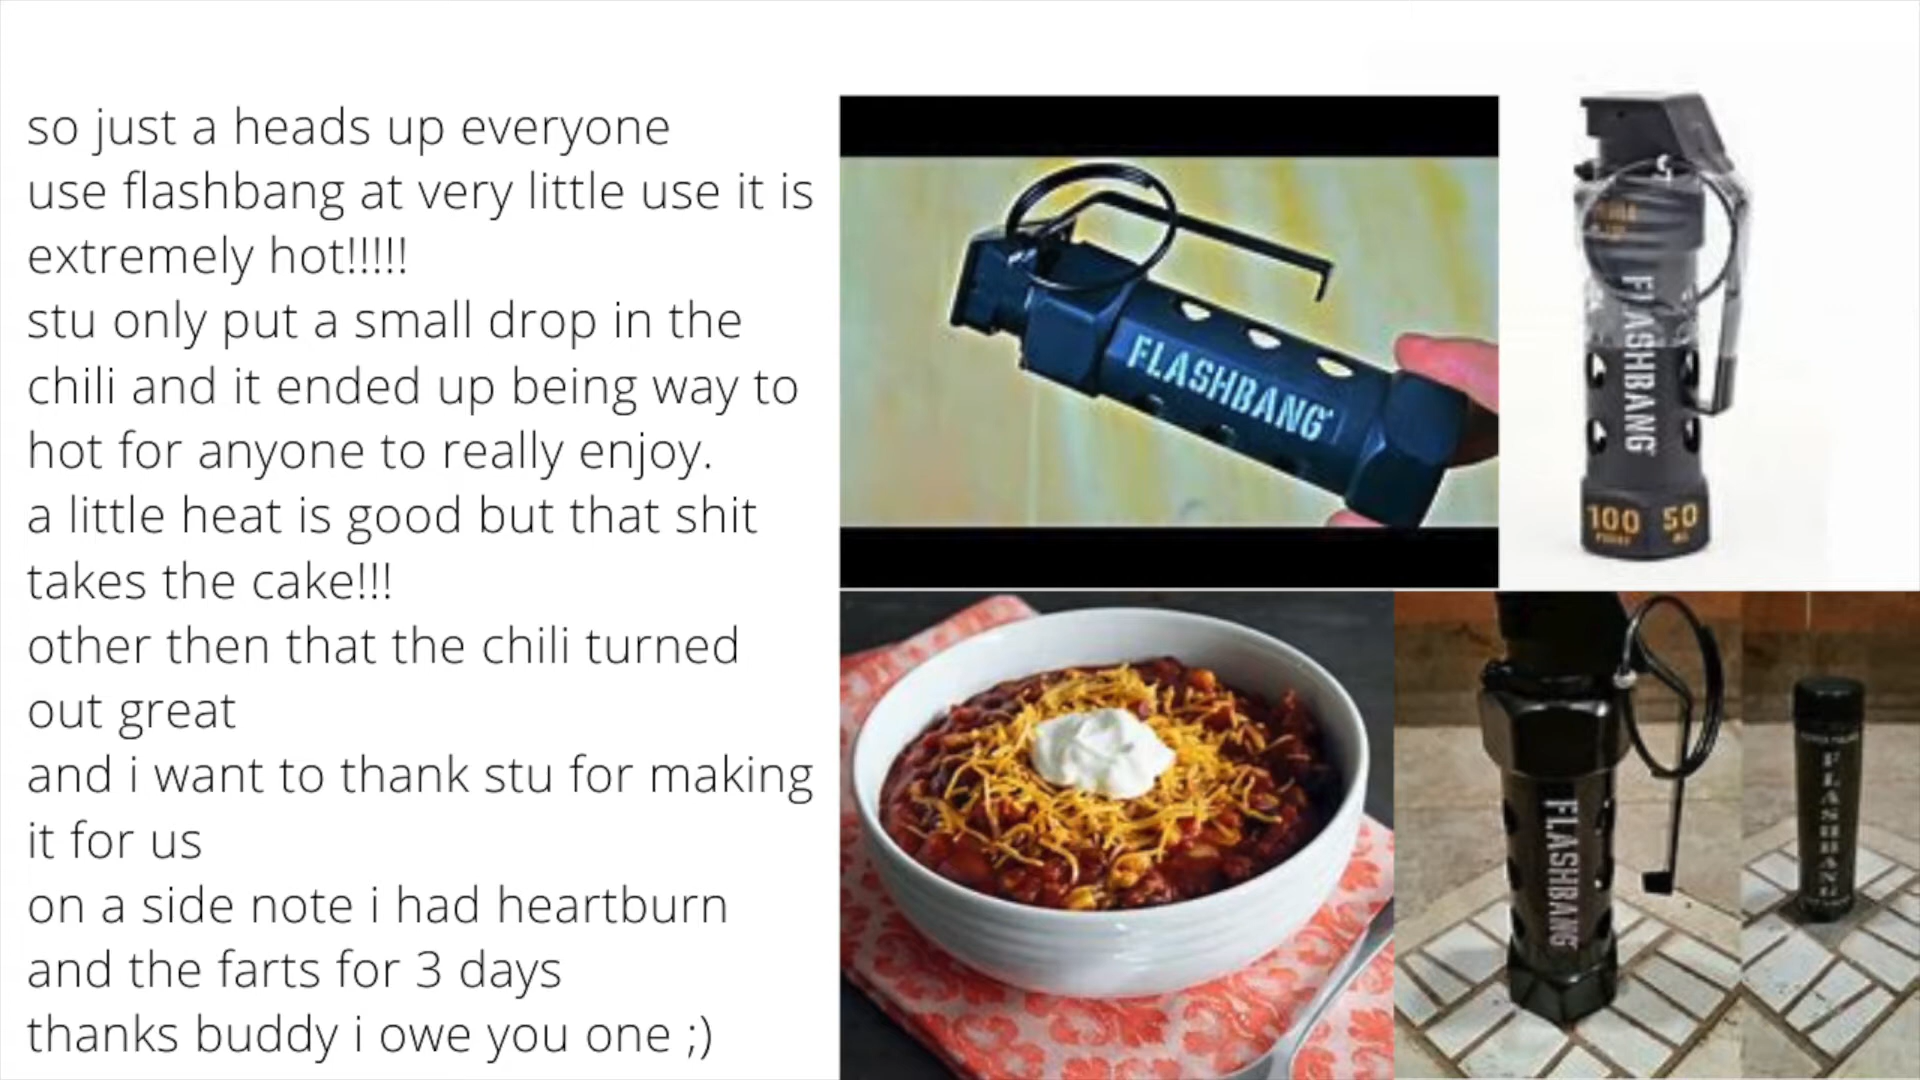 so just a heads up everyone
use flashbang at very little use it is
extremely hot!!!!!
stu only put a small drop in the
chili and it ended up being way to
hot for anyone to really enjoy.
a little heat is good but that shit
takes the cake!!!
other then that the chili turned
out great
and i want to thank stu for making
it for us
on a side note i had heartburn
and the farts for 3 days
thanks buddy i owe you one ;)
FLASHBANG
FLASHBANG
100 50
FLASHBANG
FLASHBANG